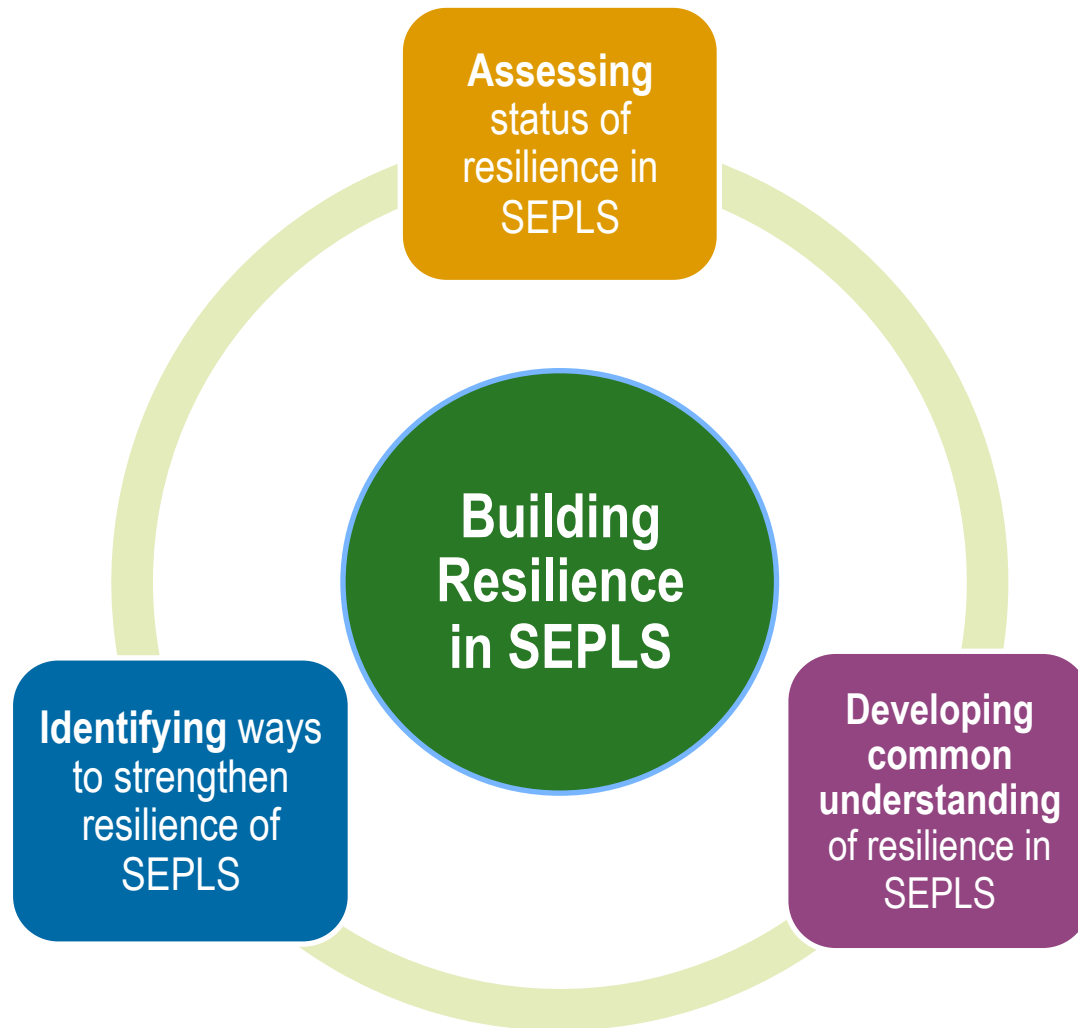 Assessing
status of
resilience in
SEPLS
Building
Resilience
in SEPLS
Identifying ways
to strengthen
resilience of
SEPLS
Developing
common
understanding
of resilience in
SEPLS